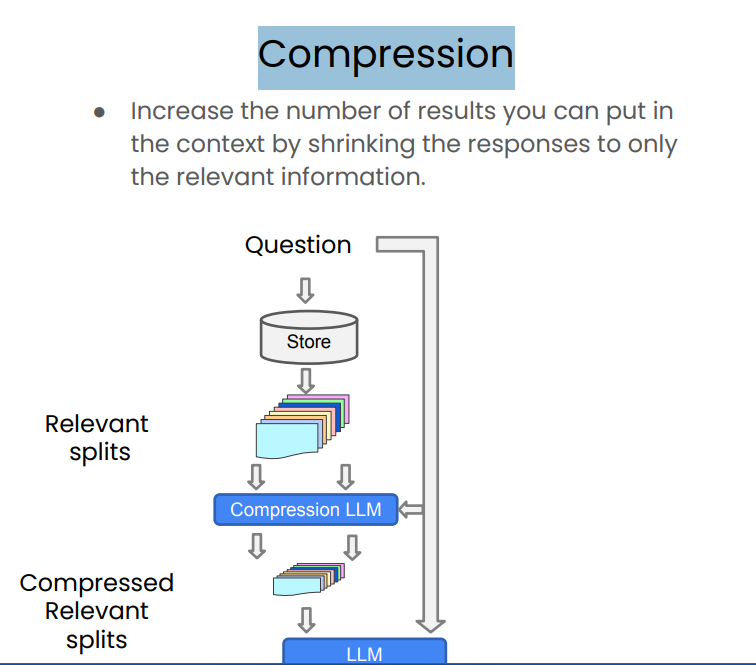 Compression
● Increase the number of results you can put in
the context by shrinking the responses to only
the relevant information.
Question
Store
Relevant
splits
Compression LLM
Compressed
Relevant
splits
LLM